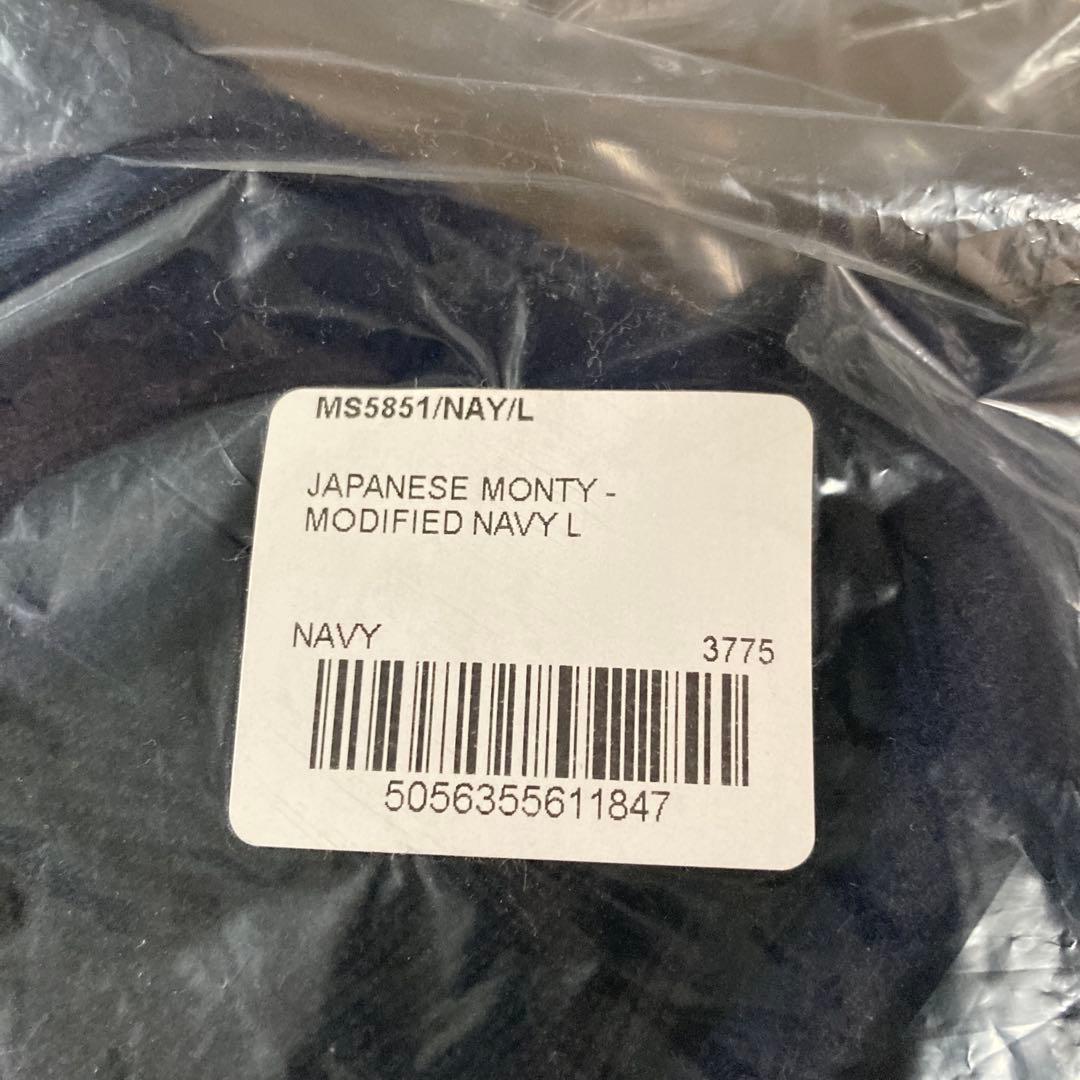 MS5851/NAY/L
JAPANESE MONTY -
MODIFIED NAVY L
NAVY 3775
5056355611847